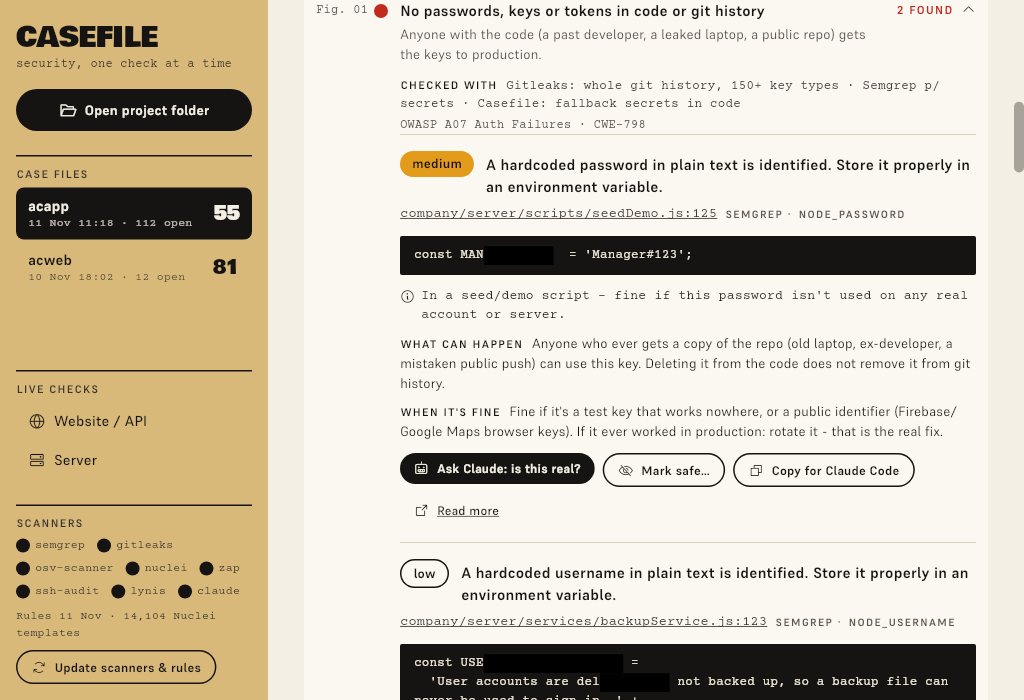 CASEFILE
security, one check at a time
Open project folder
CASE FILES
acapp
11 Nov 11:18 · 112 open
55
acweb
10 Nov 18:02 · 12 open
81
LIVE CHECKS
Website / API
Server
SCANNERS
semgrep gitleaks
osv-scanner nuclei zap
ssh-audit lynis claude
Rules 11 Nov · 14,104 Nuclei
templates
Update scanners & rules
Fig. 01 No passwords, keys or tokens in code or git history 2 FOUND
Anyone with the code (a past developer, a leaked laptop, a public repo) gets
the keys to production.
CHECKED WITH Gitleaks: whole git history, 150+ key types · Semgrep p/
secrets · Casefile: fallback secrets in code
OWASP A07 Auth Failures · CWE-798
medium A hardcoded password in plain text is identified. Store it properly in
an environment variable.
company/server/scripts/seedDemo.js:125 SEMGREP · NODE_PASSWORD
const MAN = 'Manager#123';
In a seed/demo script – fine if this password isn't used on any real
account or server.
WHAT CAN HAPPEN Anyone who ever gets a copy of the repo (old laptop, ex-developer, a
mistaken public push) can use this key. Deleting it from the code does not remove it from git
history.
WHEN IT'S FINE Fine if it's a test key that works nowhere, or a public identifier (Firebase/
Google Maps browser keys). If it ever worked in production: rotate it - that is the real fix.
Ask Claude: is this real? Mark safe… Copy for Claude Code
Read more
low A hardcoded username in plain text is identified. Store it properly in an
environment variable.
company/server/services/backupService.js:123 SEMGREP · NODE_USERNAME
const USE =
'User accounts are del not backed up, so a backup file can
never be used to sign in. ' +